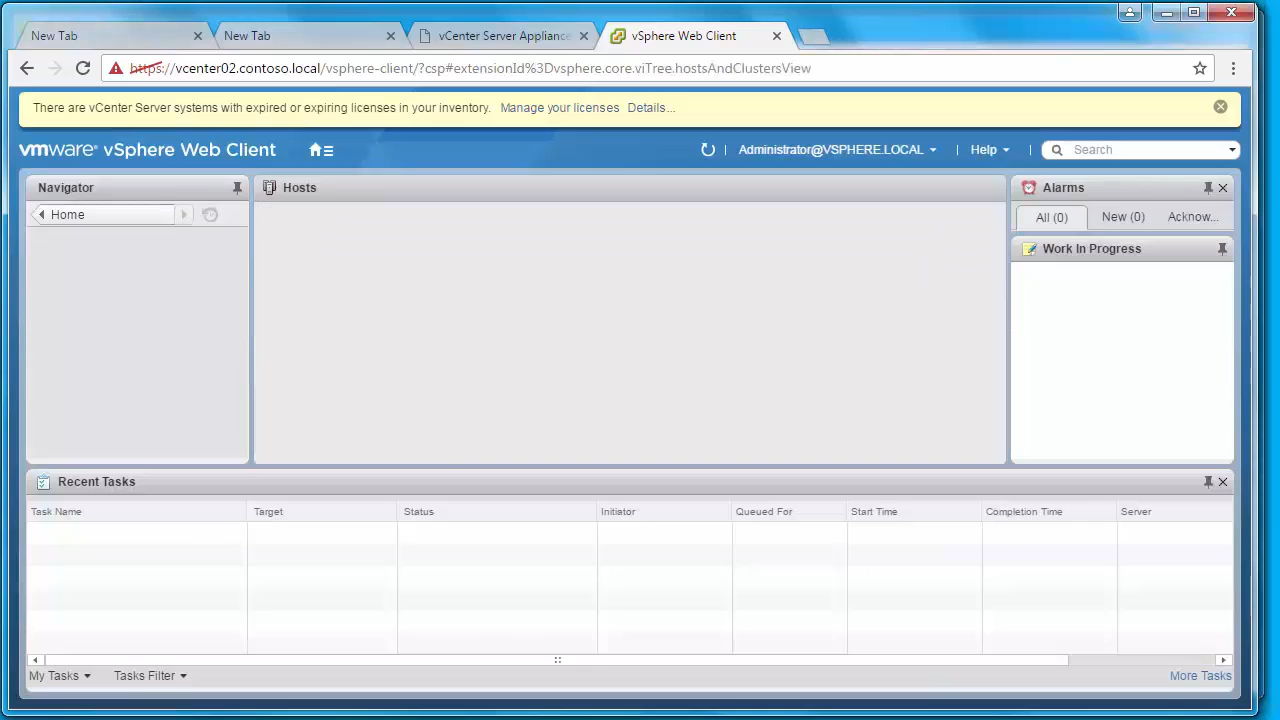 New Tab
New Tab
vCenter Server Appliance
vSphere Web Client
https://vcenter02.contoso.local/vsphere-client/?csp#extensionId%3Dvsphere.core.viTree.hostsAndClustersView
There are vCenter Server systems with expired or expiring licenses in your inventory. Manage your licenses Details...
vmware® vSphere Web Client
Administrator@VSPHERE.LOCAL
Help
Search
Navigator
Hosts
Alarms
Home
All (0) New (0) Acknow...
Work In Progress
Recent Tasks
Task Name Target Status Initiator Queued For Start Time Completion Time Server
My Tasks Tasks Filter More Tasks